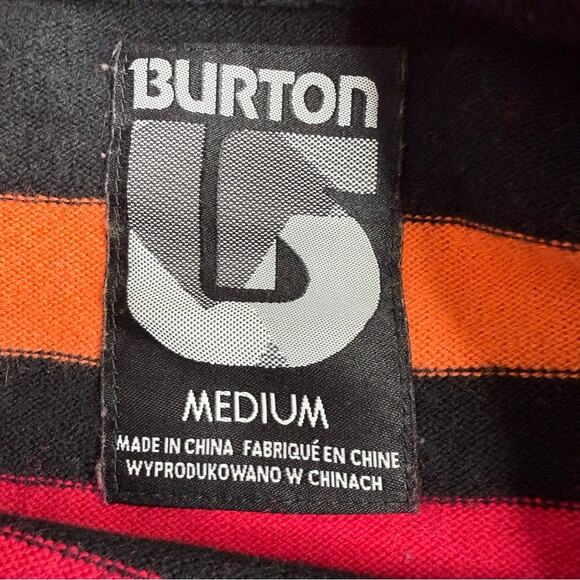 BURTON
MEDIUM
MADE IN CHINA FABRIQUÉ EN CHINE
WYPRODUKOWANO W CHINACH